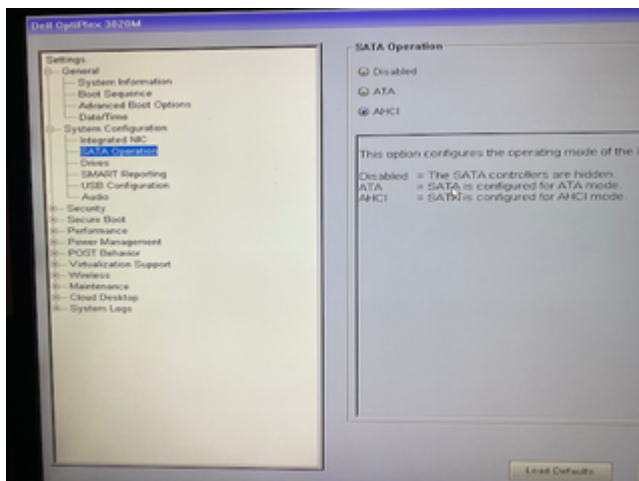 Dell OptiPlex 3020M
Settings
General
System Information
Boot Sequence
Advanced Boot Options
Date/Time
System Configuration
Integrated NIC
SATA Operation
Drives
SMART Reporting
USB Configuration
Audio
Security
Secure Boot
Performance
Power Management
POST Behavior
Virtualization Support
Wireless
Maintenance
Cloud Desktop
System Logs
SATA Operation
Disabled
ATA
AHCI
This option configures the operating mode of the
Disabled = The SATA controllers are hidden.
ATA = SATA is configured for ATA mode.
AHCI = SATA is configured for AHCI mode.
Load Defaults